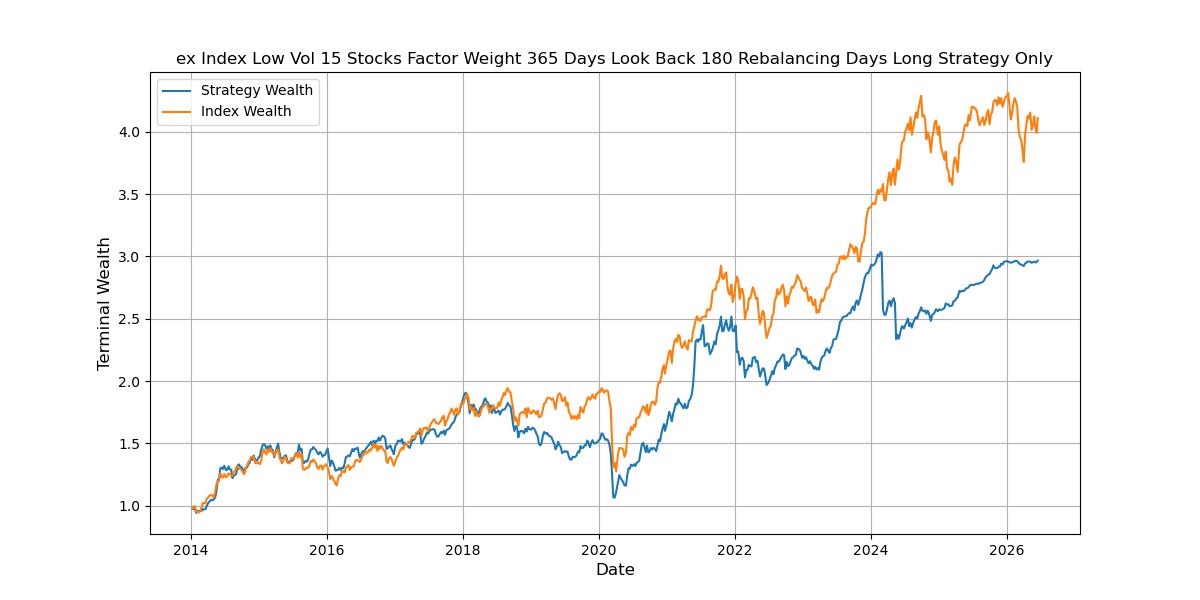 ex Index Low Vol 15 Stocks Factor Weight 365 Days Look Back 180 Rebalancing Days Long Strategy Only
Strategy Wealth
Index Wealth
Terminal Wealth
4.0
3.5
3.0
2.5
2.0
1.5
1.0
2014 2016 2018 2020 2022 2024 2026
Date